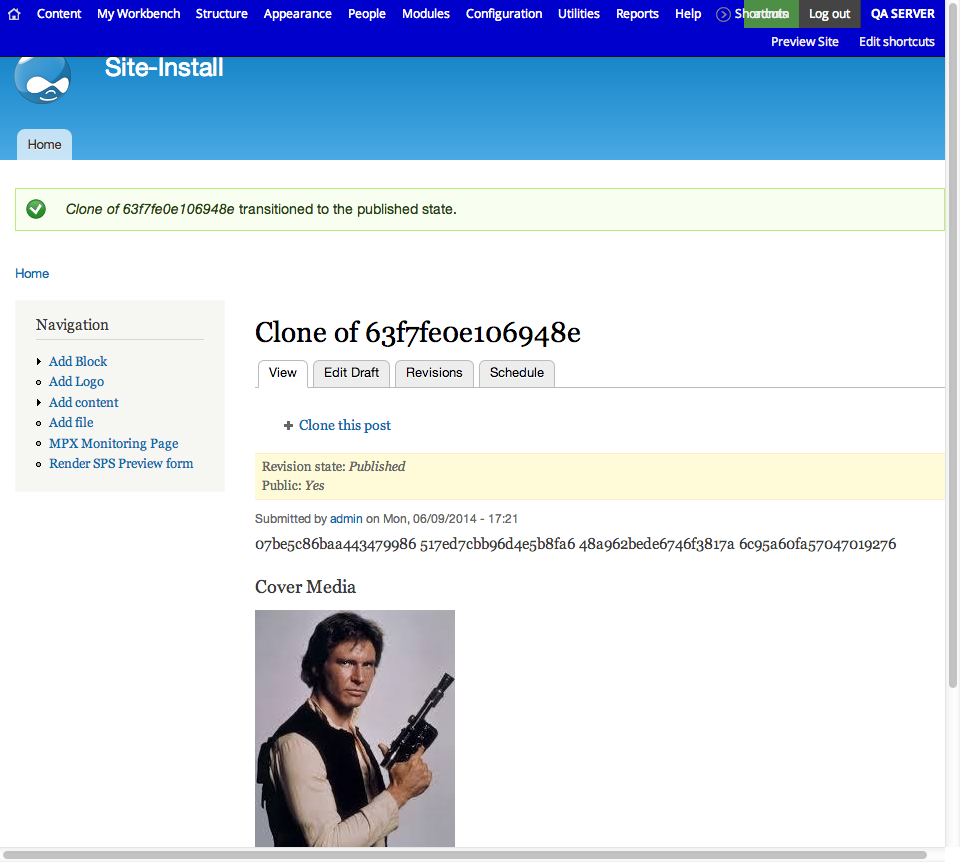 Content My Workbench Structure Appearance People Modules Configuration Utilities Reports Help Log out QA SERVER
Preview Site Edit shortcuts
Site-Install
Home
Clone of 63f7fe0e106948e transitioned to the published state.
Home
Navigation
Add Block
Add Logo
Add content
Add file
MPX Monitoring Page
Render SPS Preview form
Clone of 63f7fe0e106948e
View Edit Draft Revisions Schedule
Clone this post
Revision state: Published
Public: Yes
Submitted by admin on Mon, 06/09/2014 - 17:21
07be5c86baa443479986 517ed7cbb96d4e5b8fa6 48a962bede6746f3817a 6c95a60fa57047019276
Cover Media